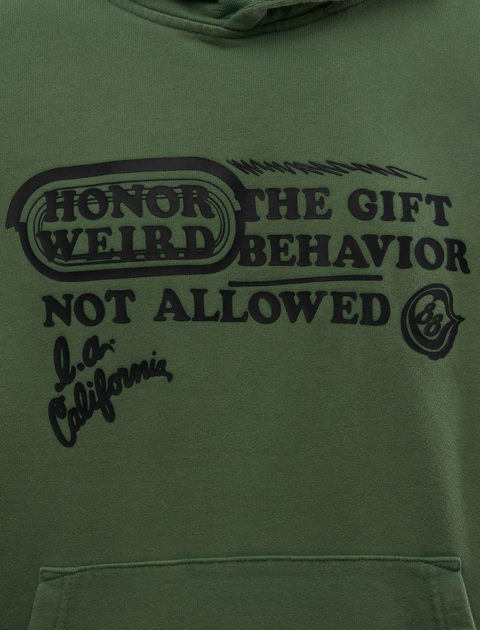 HONOR THE GIFT
WEIRD BEHAVIOR
NOT ALLOWED
L.a.
California